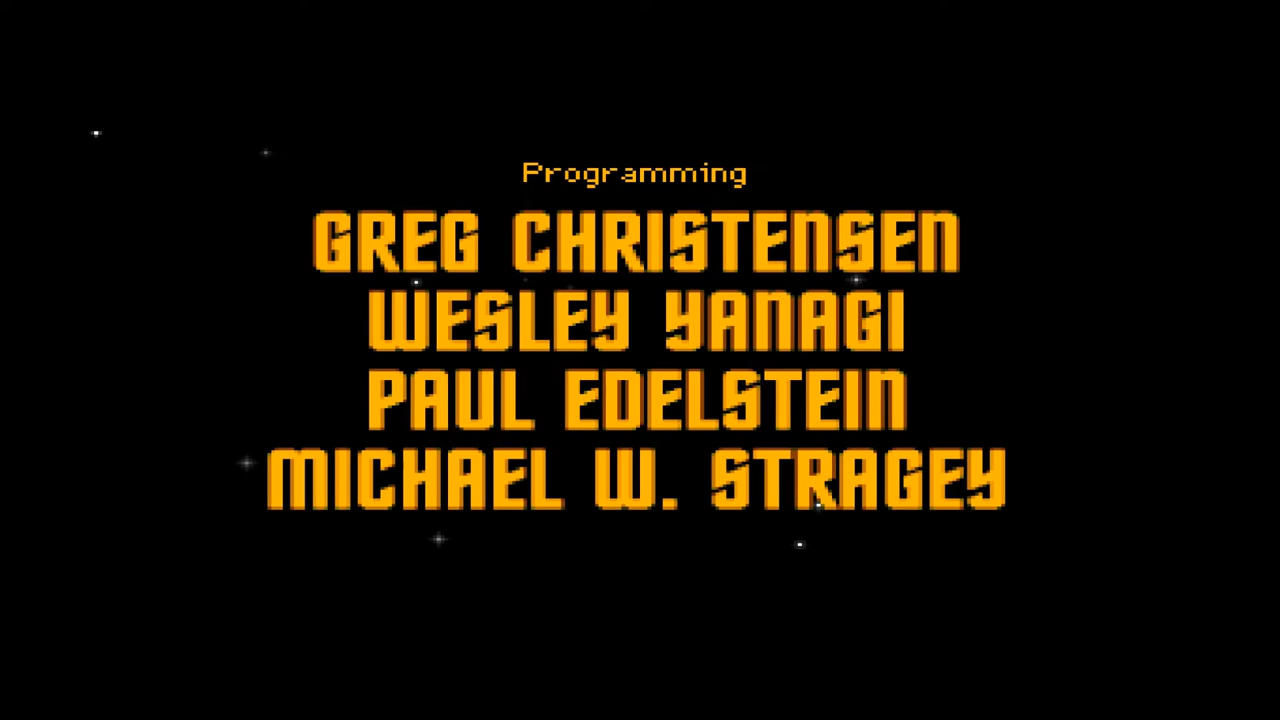 Programming
GREG CHRISTENSEN
WESLEY YANAGI
PAUL EDELSTEIN
MICHAEL W. STRAGEY